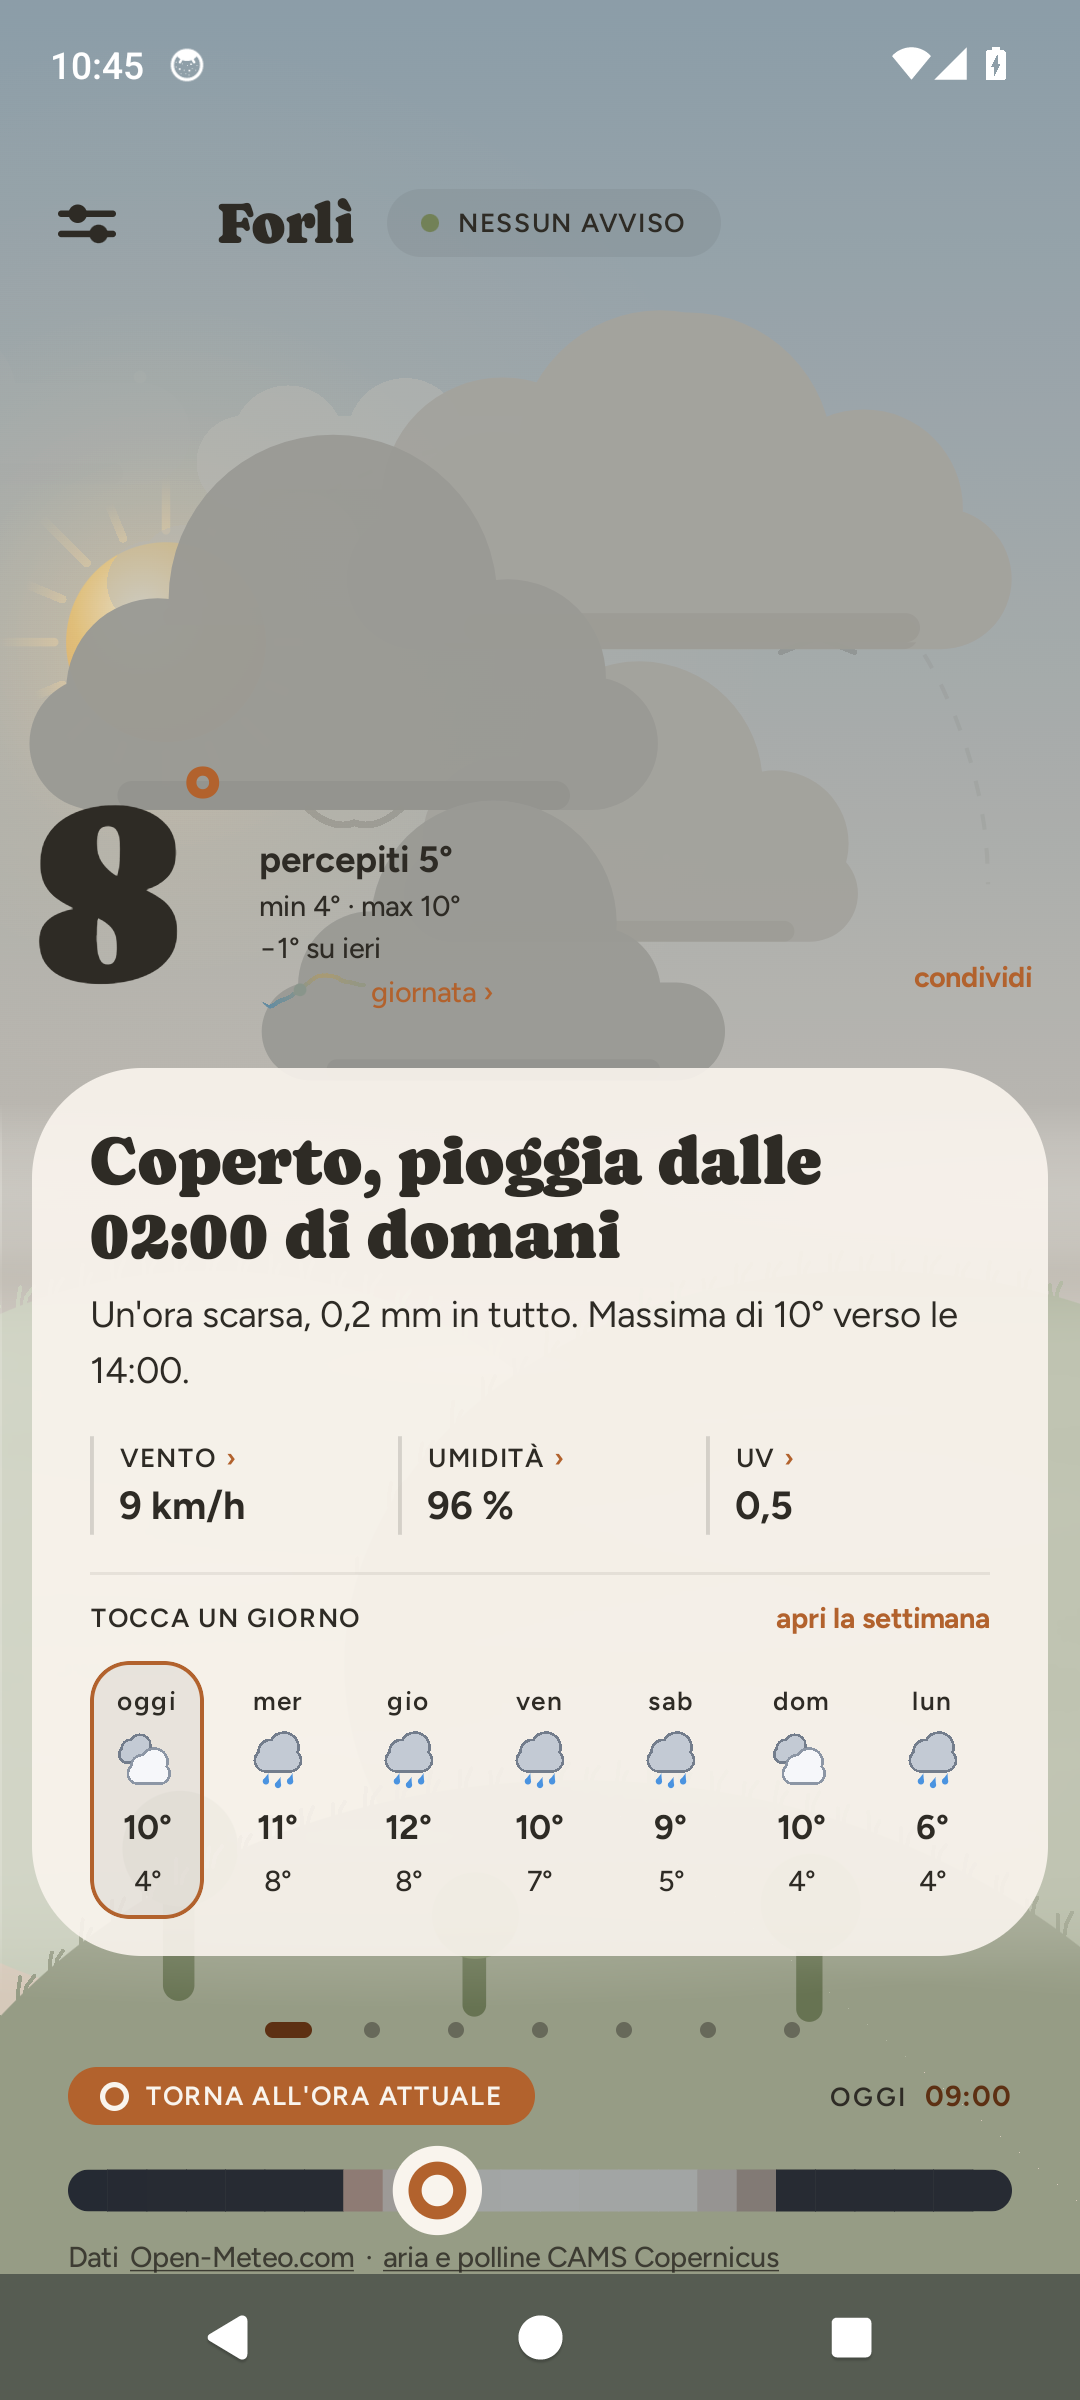 10:45
Forlì
NESSUN AVVISO
8
percepiti 5°
min 4° · max 10°
−1° su ieri
giornata ›
condividi
Coperto, pioggia dalle
02:00 di domani
Un'ora scarsa, 0,2 mm in tutto. Massima di 10° verso le
14:00.
VENTO › UMIDITÀ › UV ›
9 km/h 96 % 0,5
TOCCA UN GIORNO apri la settimana
oggi mer gio ven sab dom lun
10° 11° 12° 10° 9° 10° 6°
4° 8° 8° 7° 5° 4° 4°
TORNA ALL'ORA ATTUALE OGGI 09:00
Dati Open-Meteo.com · aria e polline CAMS Copernicus